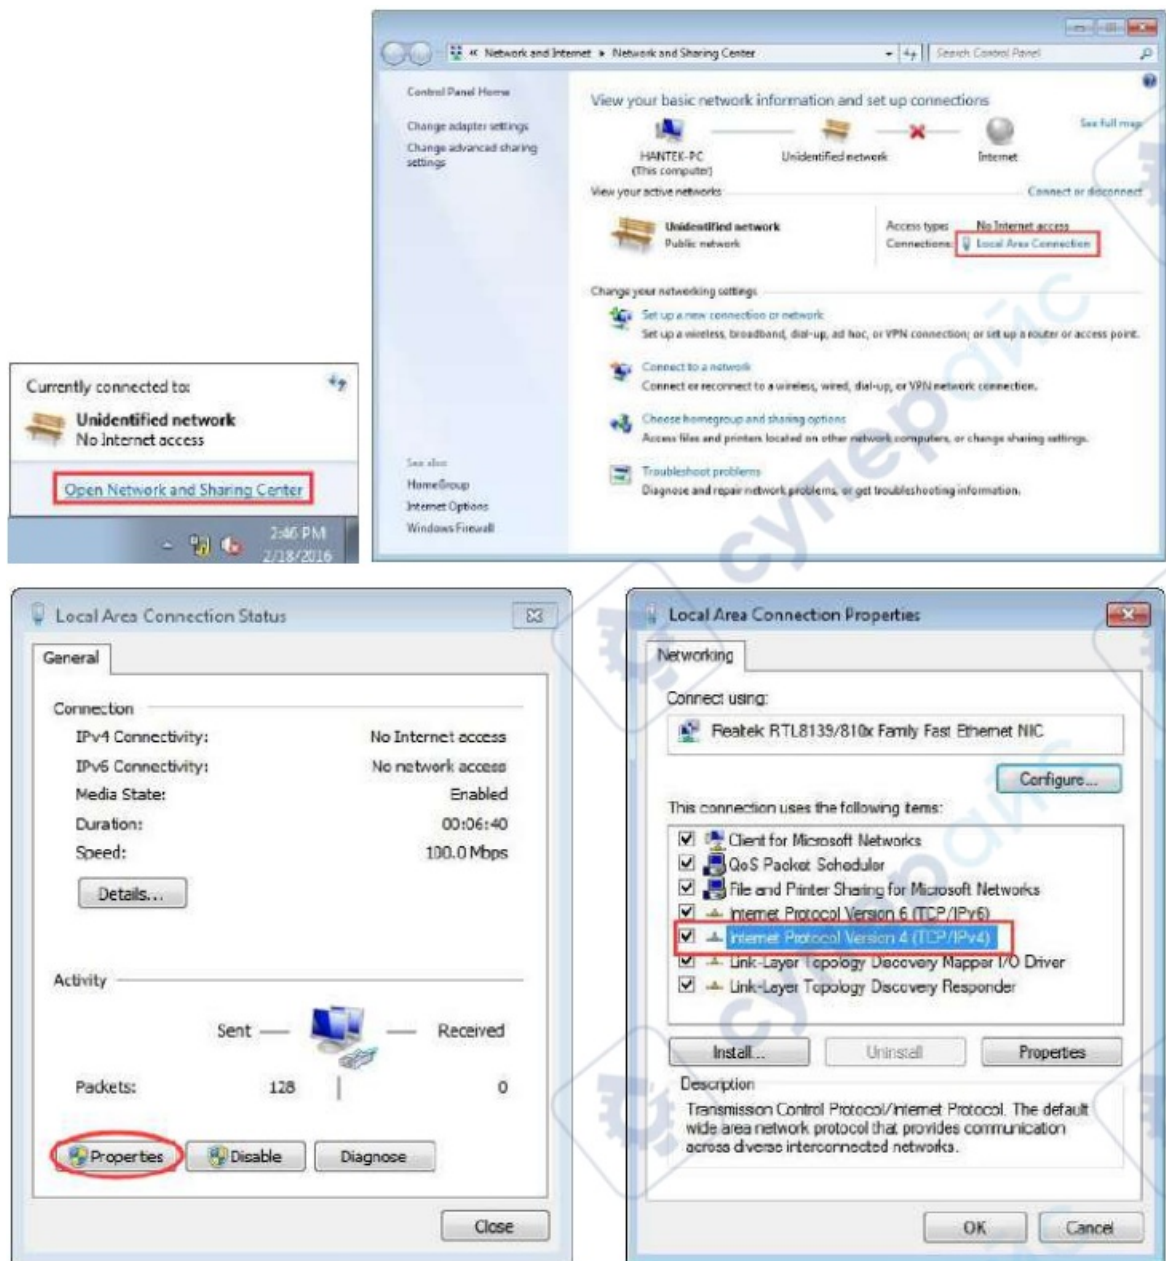 « Network and Internet ▸ Network and Sharing Center
Search Control Panel
Control Panel Home
Change adapter settings
Change advanced sharing
settings
View your basic network information and set up connections
See full map
HANTEK-PC
(This computer)
Unidentified network
Internet
View your active networks
Connect or disconnect
Unidentified network
Public network
Access type:
No Internet access
Connections:
Local Area Connection
Change your networking settings
Set up a new connection or network
Set up a wireless, broadband, dial-up, ad hoc, or VPN connection; or set up a router or access point.
Connect to a network
Connect or reconnect to a wireless, wired, dial-up, or VPN network connection.
Choose homegroup and sharing options
Access files and printers located on other network computers, or change sharing settings.
Troubleshoot problems
Diagnose and repair network problems, or get troubleshooting information.
See also
HomeGroup
Internet Options
Windows Firewall
Currently connected to:
Unidentified network
No Internet access
Open Network and Sharing Center
2:46 PM
2/18/2016
Local Area Connection Status
General
Connection
IPv4 Connectivity: No Internet access
IPv6 Connectivity: No network access
Media State: Enabled
Duration: 00:06:40
Speed: 100.0 Mbps
Details...
Activity
Sent — Received
Packets: 128 | 0
Properties Disable Diagnose
Close
Local Area Connection Properties
Networking
Connect using:
Realtek RTL8139/810x Family Fast Ethernet NIC
Configure...
This connection uses the following items:
Client for Microsoft Networks
QoS Packet Scheduler
File and Printer Sharing for Microsoft Networks
Internet Protocol Version 6 (TCP/IPv6)
Internet Protocol Version 4 (TCP/IPv4)
Link-Layer Topology Discovery Mapper I/O Driver
Link-Layer Topology Discovery Responder
Install... Uninstall Properties
Description
Transmission Control Protocol/Internet Protocol. The default
wide area network protocol that provides communication
across diverse interconnected networks.
OK Cancel
суперайс
суперайс